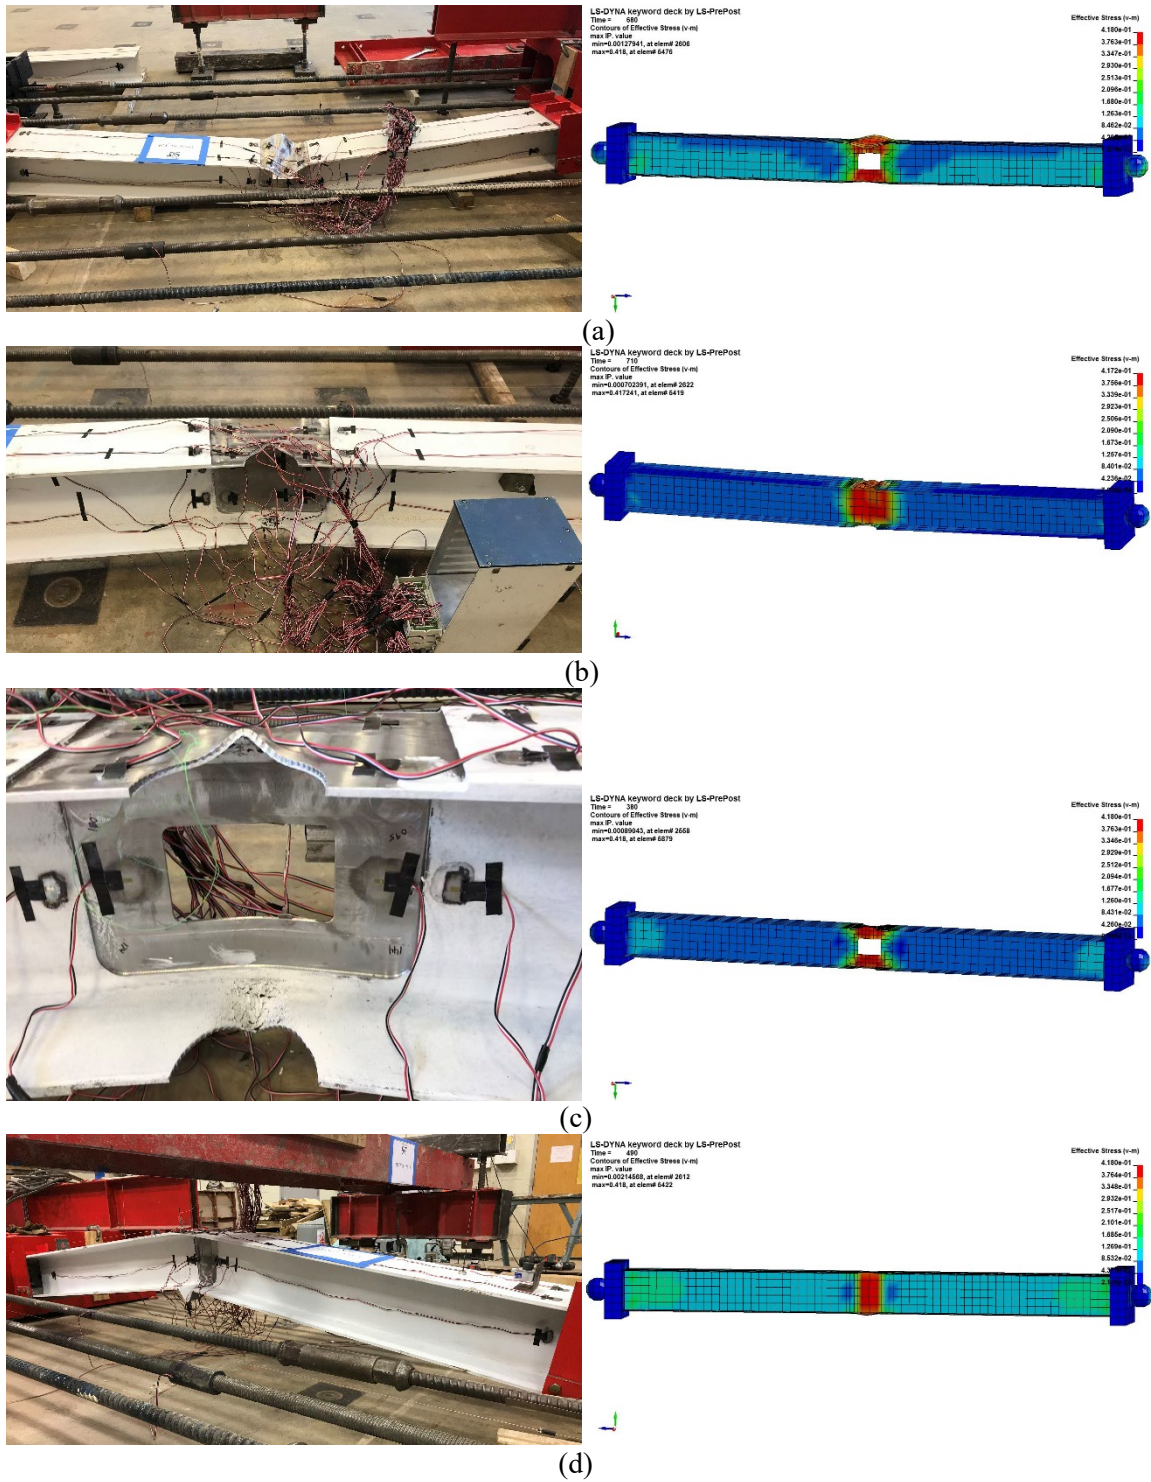 LS-DYNA keyword deck by LS-PrePost
Time = 680
Contours of Effective Stress (v-m)
max IP. value
min=0.00127941, at elem# 2608
max=0.418, at elem# 6476
Effective Stress (v-m)
4.180e-01
3.763e-01
3.347e-01
2.930e-01
2.513e-01
2.096e-01
1.680e-01
1.263e-01
8.462e-02
(a)
LS-DYNA keyword deck by LS-PrePost
Time = 710
Contours of Effective Stress (v-m)
max IP. value
min=0.000702391, at elem# 2622
max=0.417241, at elem# 6419
Effective Stress (v-m)
4.172e-01
3.756e-01
3.339e-01
2.923e-01
2.506e-01
2.090e-01
1.673e-01
1.257e-01
8.401e-02
4.236e-02
(b)
LS-DYNA keyword deck by LS-PrePost
Time = 380
Contours of Effective Stress (v-m)
max IP. value
min=0.00089043, at elem# 2658
max=0.418, at elem# 6879
Effective Stress (v-m)
4.180e-01
3.763e-01
3.346e-01
2.929e-01
2.512e-01
2.094e-01
1.677e-01
1.260e-01
8.431e-02
4.260e-02
(c)
LS-DYNA keyword deck by LS-PrePost
Time = 490
Contours of Effective Stress (v-m)
max IP. value
min=0.00214568, at elem# 2612
max=0.418, at elem# 6422
Effective Stress (v-m)
4.180e-01
3.764e-01
3.348e-01
2.932e-01
2.517e-01
2.101e-01
1.685e-01
1.269e-01
8.532e-02
(d)